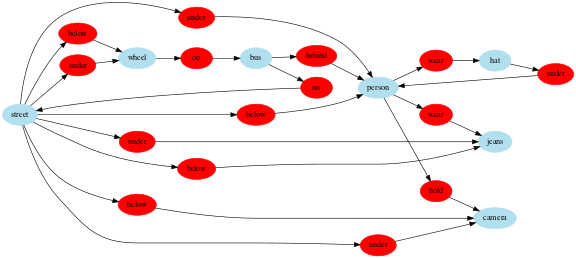 under
below
wheel
on
bus
behind
wear
hat
under
under
on
person
street
below
wear
under
jeans
below
hold
below
camera
under